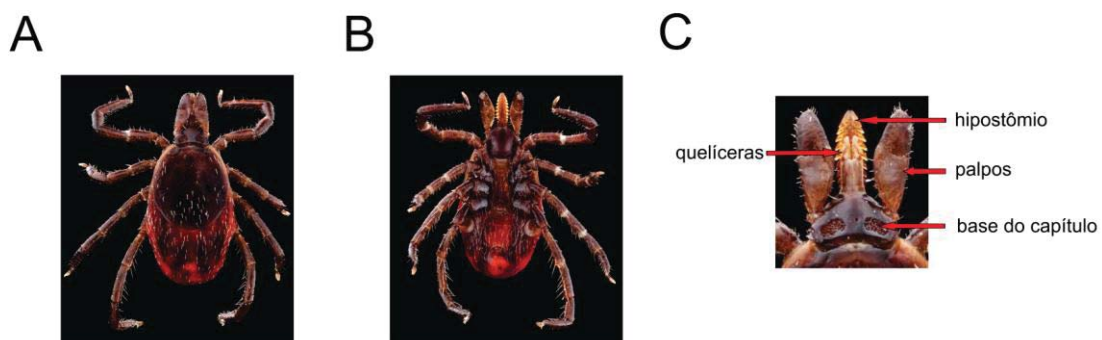 A
B
C
hipostômio
quelíceras
palpos
base do capítulo